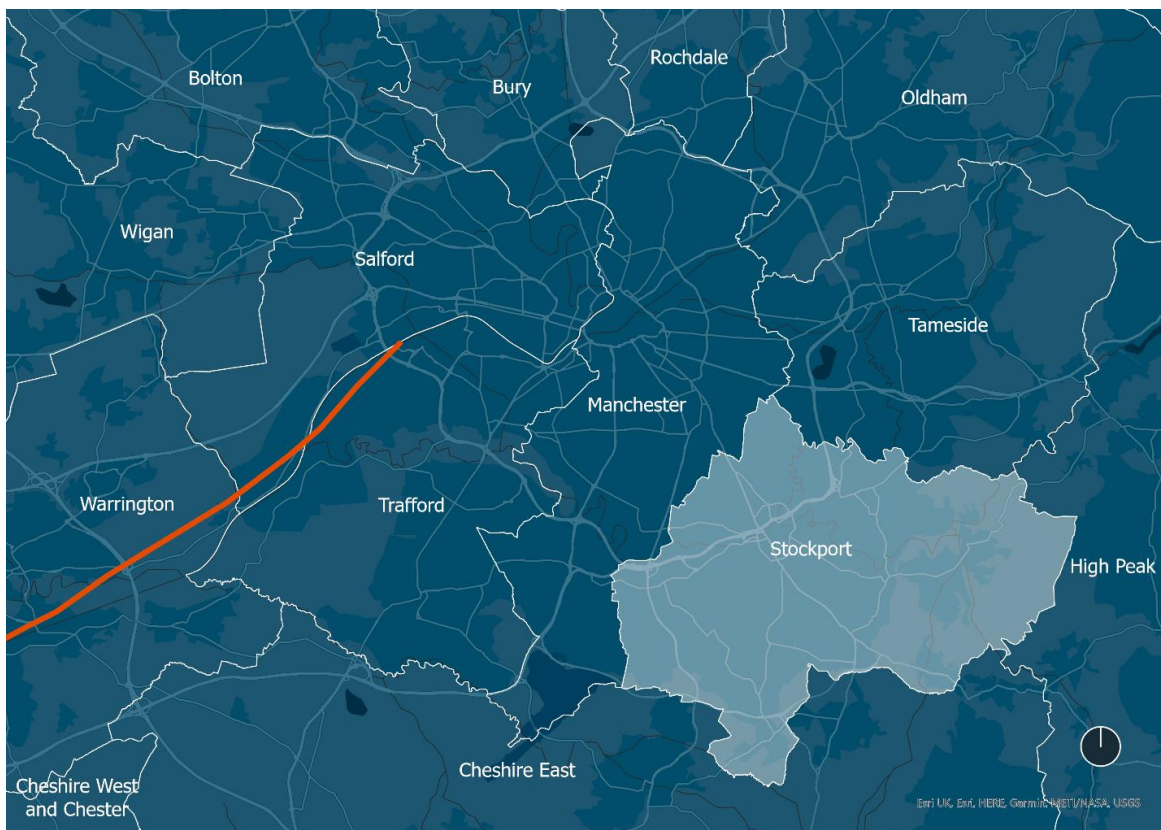 Bolton
Bury
Rochdale
Oldham
Wigan
Salford
Tameside
Manchester
Warrington
Trafford
Stockport
High Peak
Cheshire East
Cheshire West
and Chester
Esri UK, Esri, HERE, Garmin, METI/NASA, USGS